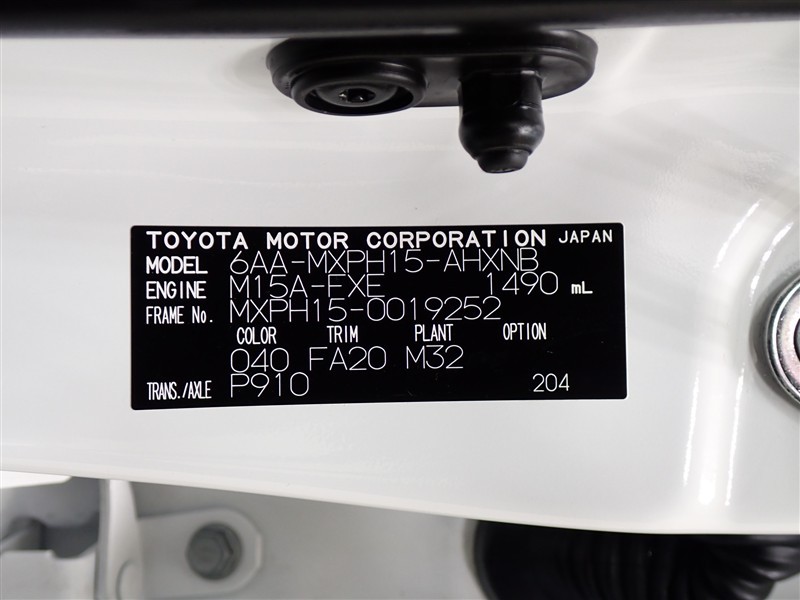 TOYOTA MOTOR CORPORATION JAPAN
MODEL 6AA-MXPH15-AHXNB
ENGINE M15A-FXE 1490 mL
FRAME No. MXPH15-0019252
COLOR TRIM PLANT OPTION
040 FA20 M32
TRANS./AXLE P910 204